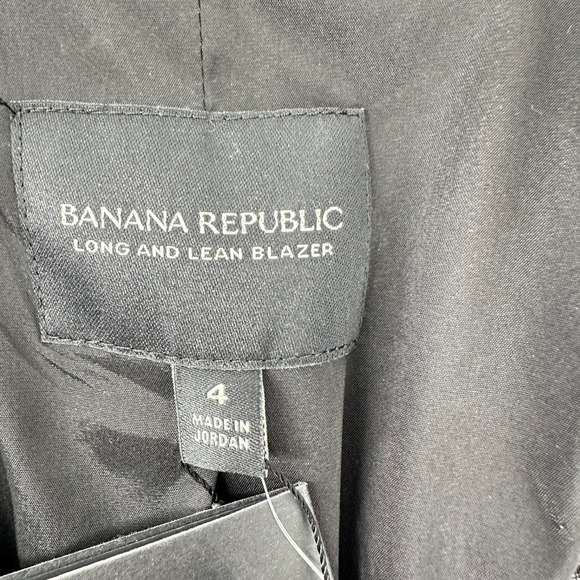 BANANA REPUBLIC
LONG AND LEAN BLAZER
4
MADE IN
JORDAN